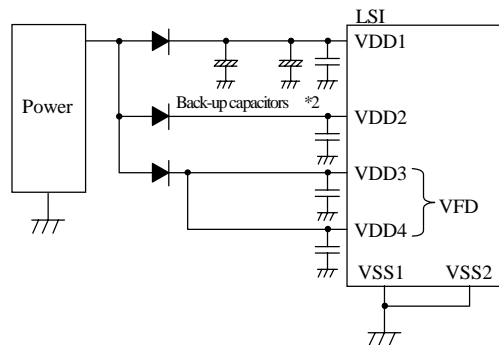 LSI
VDD1
Power
Back-up capacitors *2
VDD2
VDD3
VFD
VDD4
VSS1 VSS2